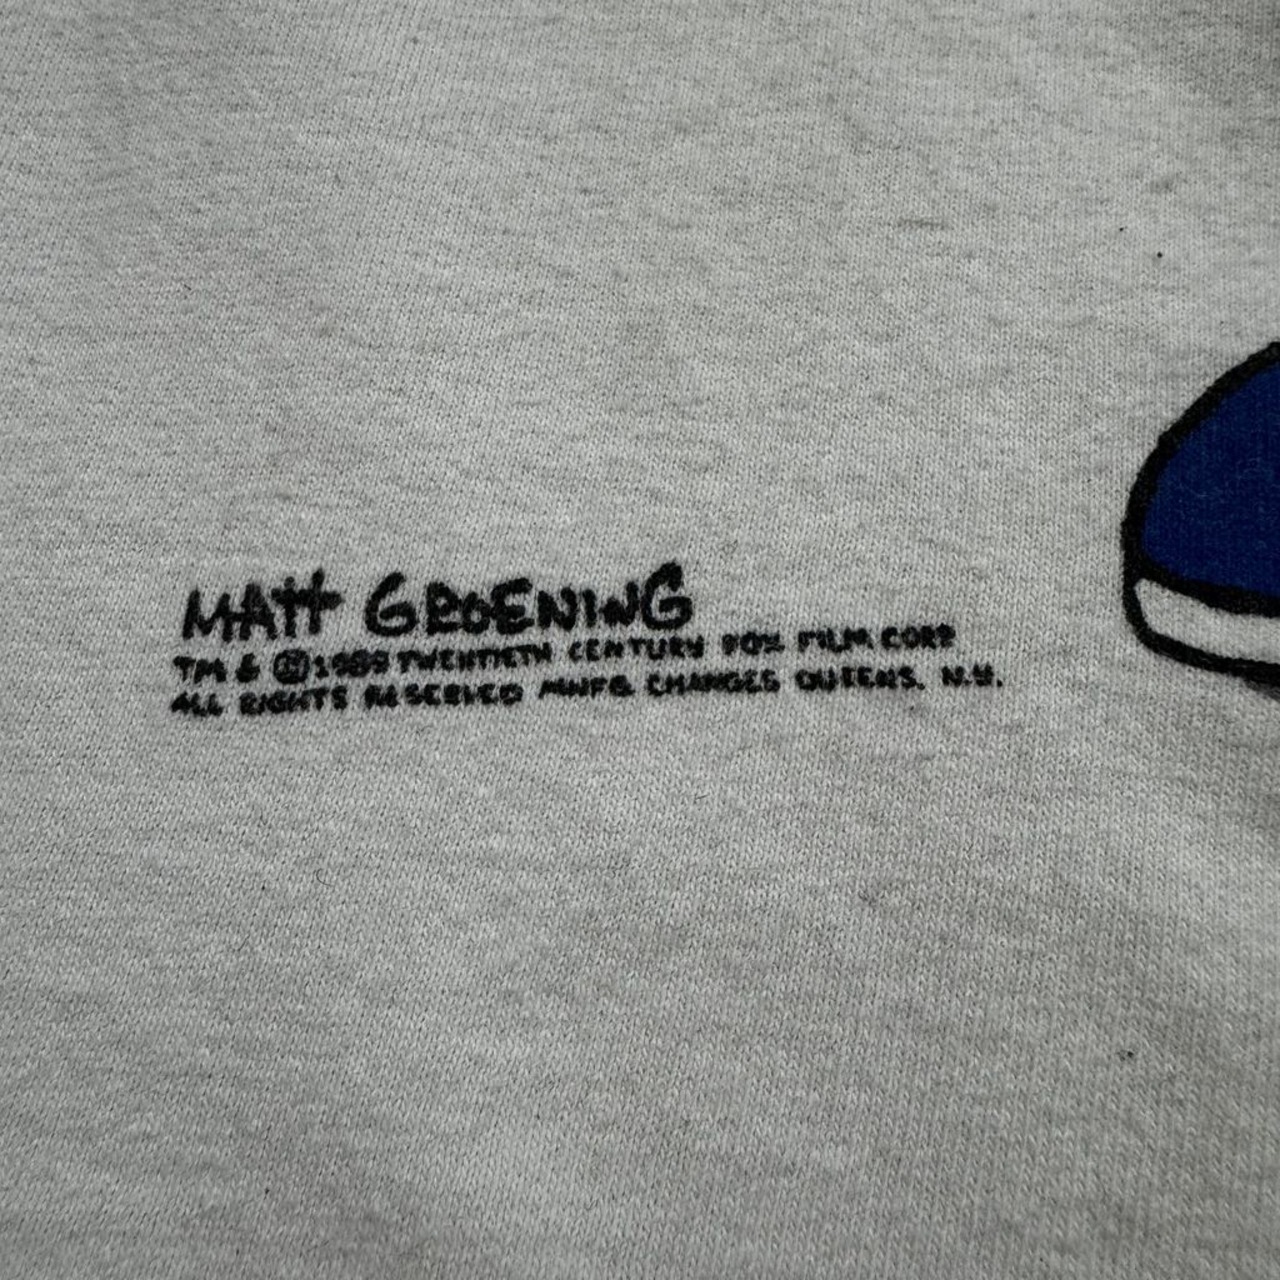 MATT GROENING
TM & ©1989 TWENTIETH CENTURY FOX FILM CORP
ALL RIGHTS RESERVED MNFG CHANGES QUEENS. N.Y.